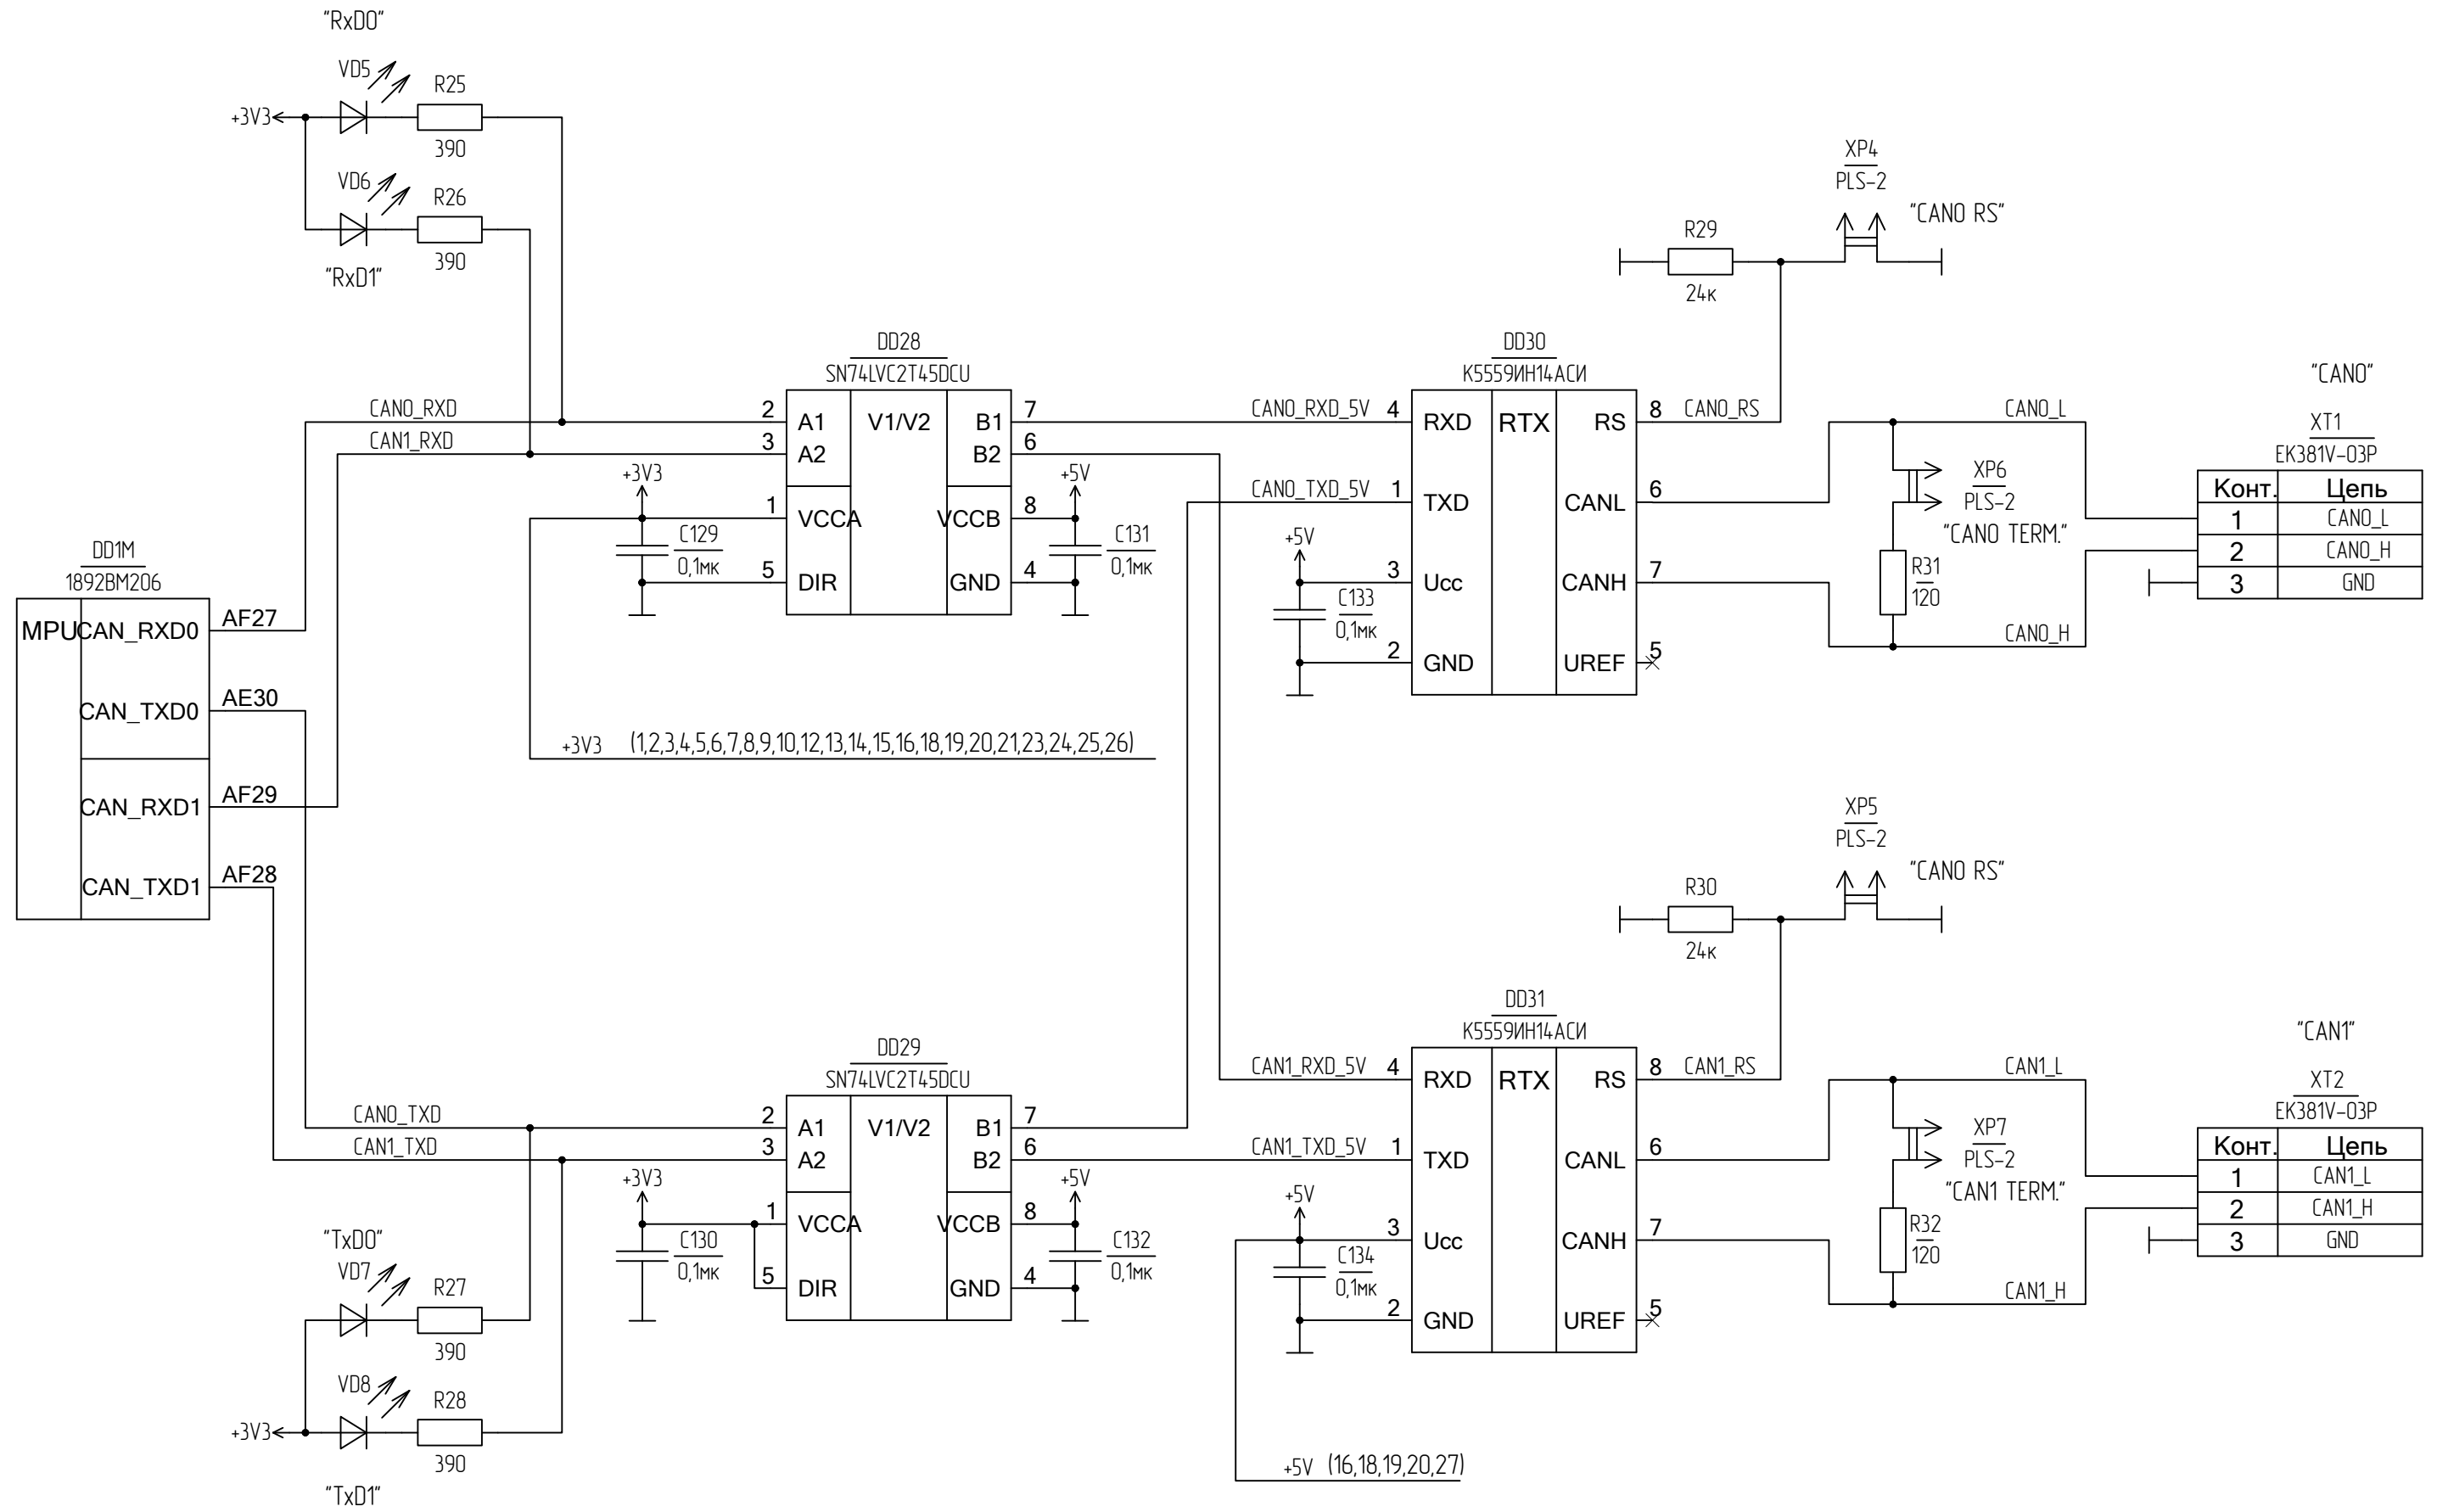 "RxD0"
VD5
R25
+3V3
390
VD6
R26
390
"RxD1"
XP4
PLS-2
"CAN0 RS"
R29
24к
DD28
SN74LVC2T45DCU
CAN0_RXD
2
A1
V1/V2
B1
7
CAN1_RXD
3
A2
B2
6
+3V3
1
VCCA
VCCB
8
+5V
C129
0,1мк
C131
0,1мк
5
DIR
GND
4
+3V3 (1,2,3,4,5,6,7,8,9,10,12,13,14,15,16,18,19,20,21,23,24,25,26)
DD30
К5559ИН14АСИ
CAN0_RXD_5V
4
RXD
RTX
RS
8
CAN0_RS
CAN0_TXD_5V
1
TXD
CANL
6
+5V
3
Ucc
CANH
7
C133
0,1мк
2
GND
UREF
5
CAN0_L
XP6
PLS-2
"CAN0 TERM."
R31
120
CAN0_H
"CAN0"
XT1
EK381V-03P
Конт. Цепь
1 CAN0_L
2 CAN0_H
3 GND
DD1M
1892ВМ206
MPU
CAN_RXD0
AF27
CAN_TXD0
AE30
CAN_RXD1
AF29
CAN_TXD1
AF28
XP5
PLS-2
"CAN0 RS"
R30
24к
DD29
SN74LVC2T45DCU
CAN0_TXD
2
A1
V1/V2
B1
7
CAN1_TXD
3
A2
B2
6
+3V3
1
VCCA
VCCB
8
+5V
C130
0,1мк
C132
0,1мк
5
DIR
GND
4
"TxD0"
VD7
R27
390
VD8
R28
+3V3
390
"TxD1"
DD31
К5559ИН14АСИ
CAN1_RXD_5V
4
RXD
RTX
RS
8
CAN1_RS
CAN1_TXD_5V
1
TXD
CANL
6
+5V
3
Ucc
CANH
7
C134
0,1мк
2
GND
UREF
5
+5V (16,18,19,20,27)
CAN1_L
XP7
PLS-2
"CAN1 TERM."
R32
120
CAN1_H
"CAN1"
XT2
EK381V-03P
Конт. Цепь
1 CAN1_L
2 CAN1_H
3 GND